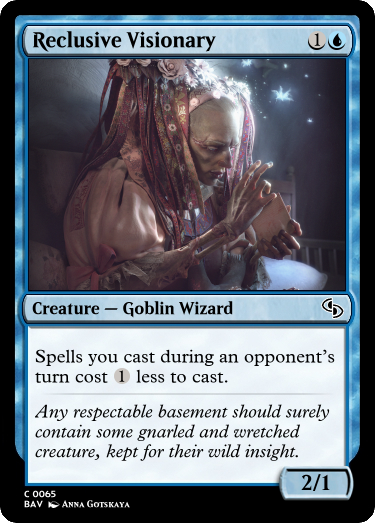 Reclusive Visionary 1
Creature — Goblin Wizard
Spells you cast during an opponent's
turn cost 1 less to cast.
Any respectable basement should surely
contain some gnarled and wretched
creature, kept for their wild insight.
2/1
C 0065
BAV Anna Gotskaya